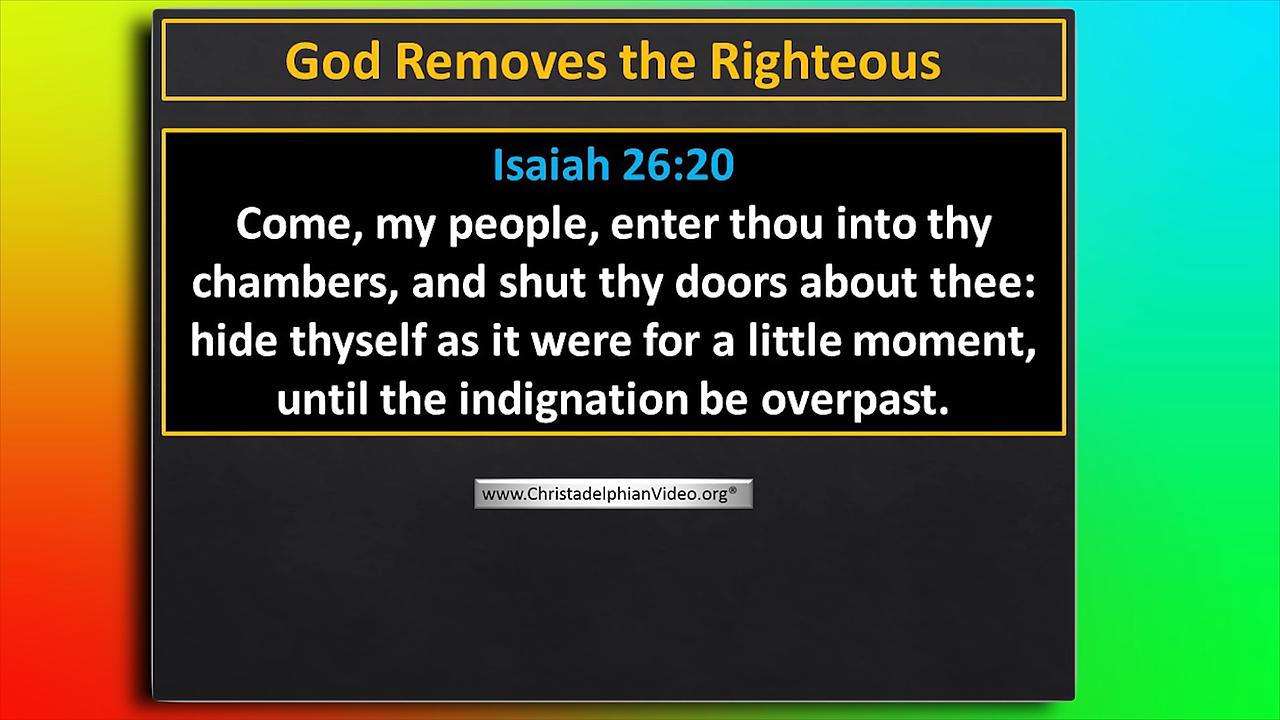 God Removes the Righteous
Isaiah 26:20
Come, my people, enter thou into thy
chambers, and shut thy doors about thee:
hide thyself as it were for a little moment,
until the indignation be overpast.
www.ChristadelphianVideo.org®